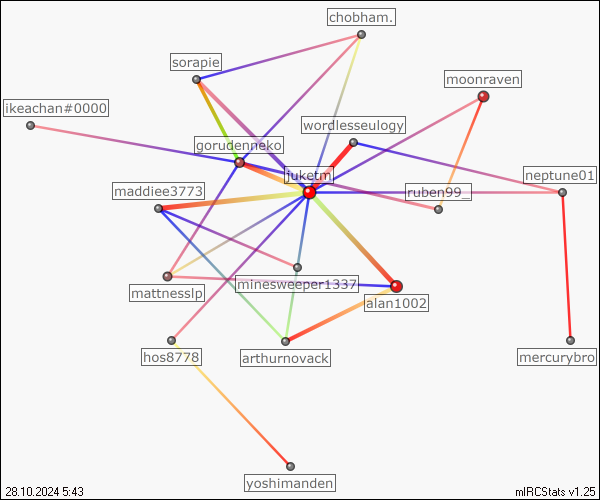 chobham.
sorapie
moonraven
ikeachan#0000
wordlesseulogy
gorudenneko
juketm
neptune01
maddiee3773
ruben99_
minesweeper1337
mattnesslp
alan1002
hos8778
arthurnovack
mercurybro
yoshimanden
28.10.2024 5:43
mIRCStats v1.25